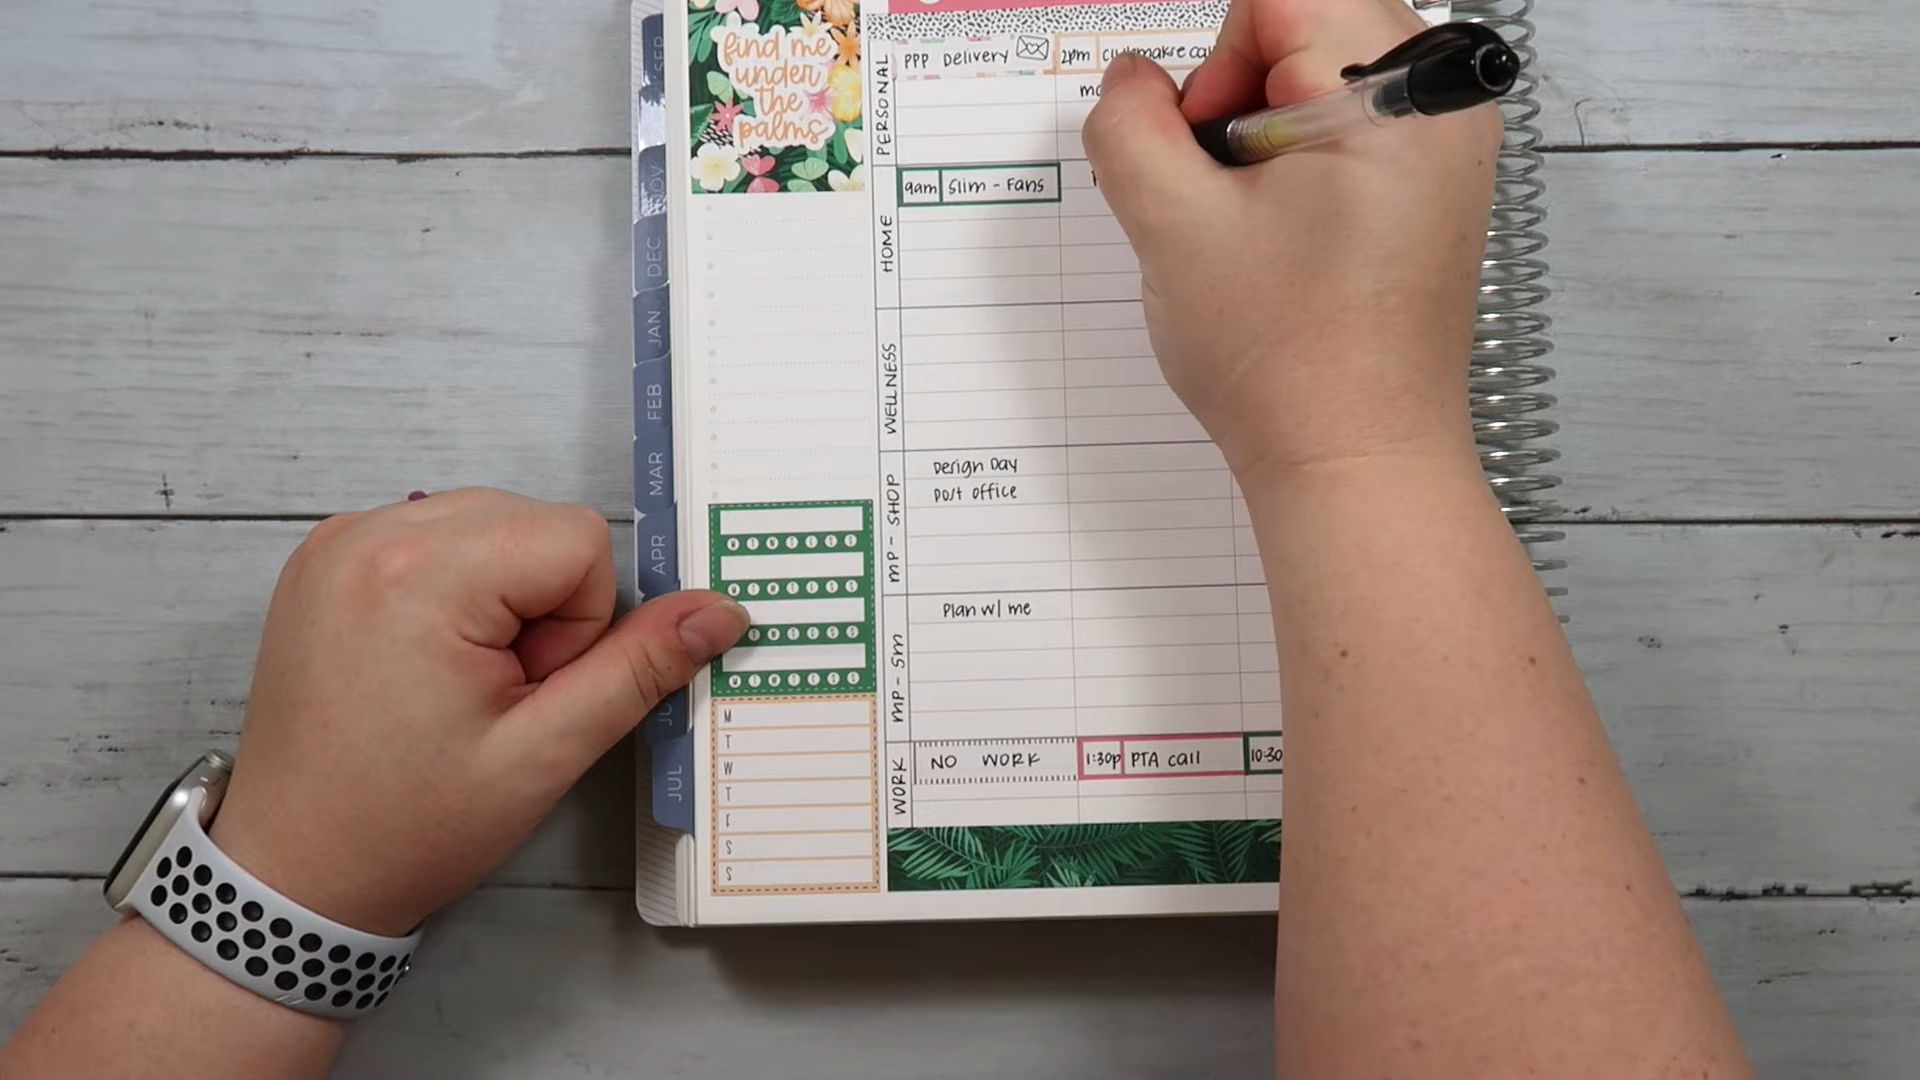 find me
under
the
palms
PERSONAL
PPP Delivery
2pm
mo
HOME
9am Slim - Fans
WELLNESS
MP - SHOP
Design Day
Post office
MP - SM
Plan w/ me
WORK
NO WORK
1:30p PTA call
10:30
SEP
NOV
DEC
JAN
FEB
MAR
APR
JUL
M T W T F S S
M T W T F S S
T W T F S S
M T W T F S S
M
T
W
T
F
S
S